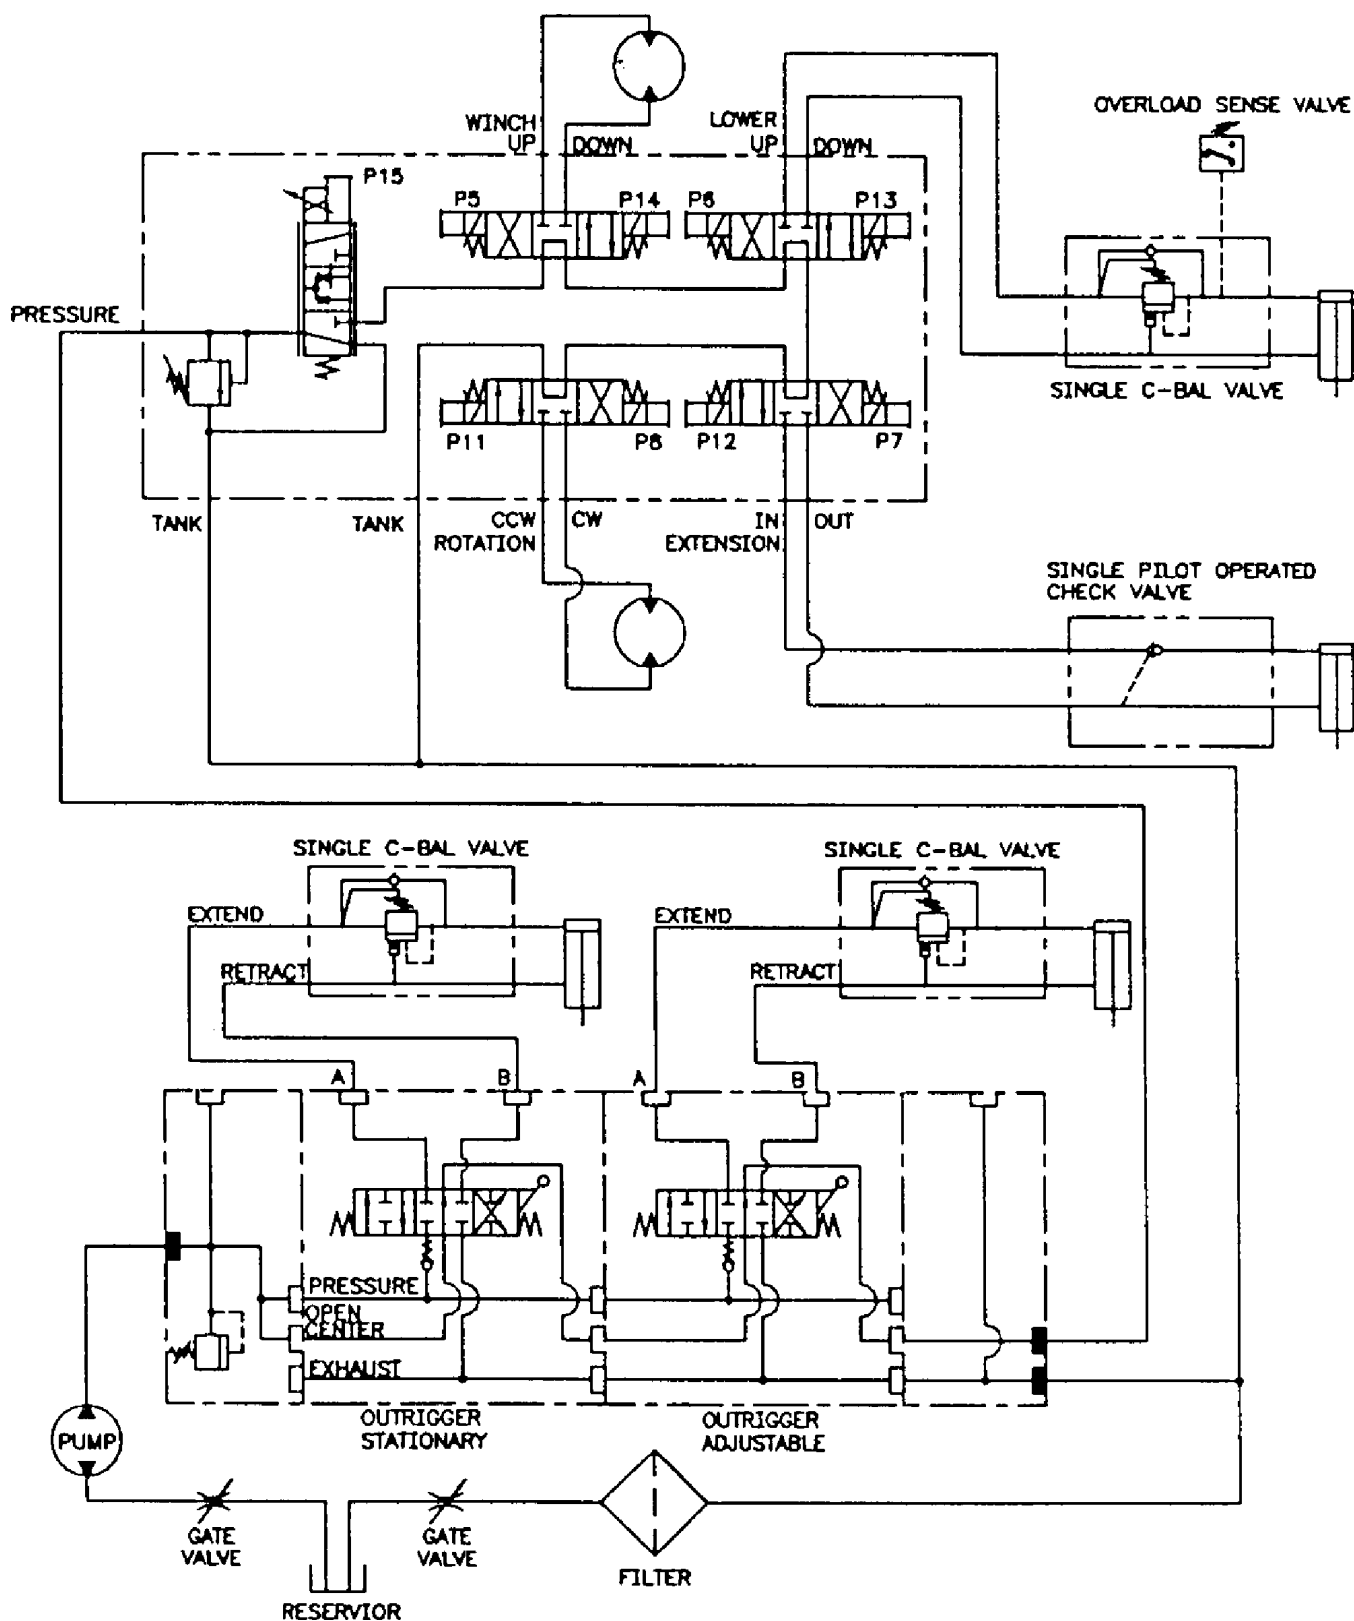 WINCH
UP
DOWN
LOWER
UP
DOWN
OVERLOAD SENSE VALVE
P15
P5
P14
P6
P13
PRESSURE
SINGLE C-BAL VALVE
P11
P8
P12
P7
TANK
TANK
CCW
CW
ROTATION
IN
OUT
EXTENSION
SINGLE PILOT OPERATED
CHECK VALVE
SINGLE C-BAL VALVE
SINGLE C-BAL VALVE
EXTEND
EXTEND
RETRACT
RETRACT
A
B
A
B
PRESSURE
OPEN
CENTER
EXHAUST
OUTRIGGER
STATIONARY
OUTRIGGER
ADJUSTABLE
PUMP
GATE
VALVE
GATE
VALVE
FILTER
RESERVIOR